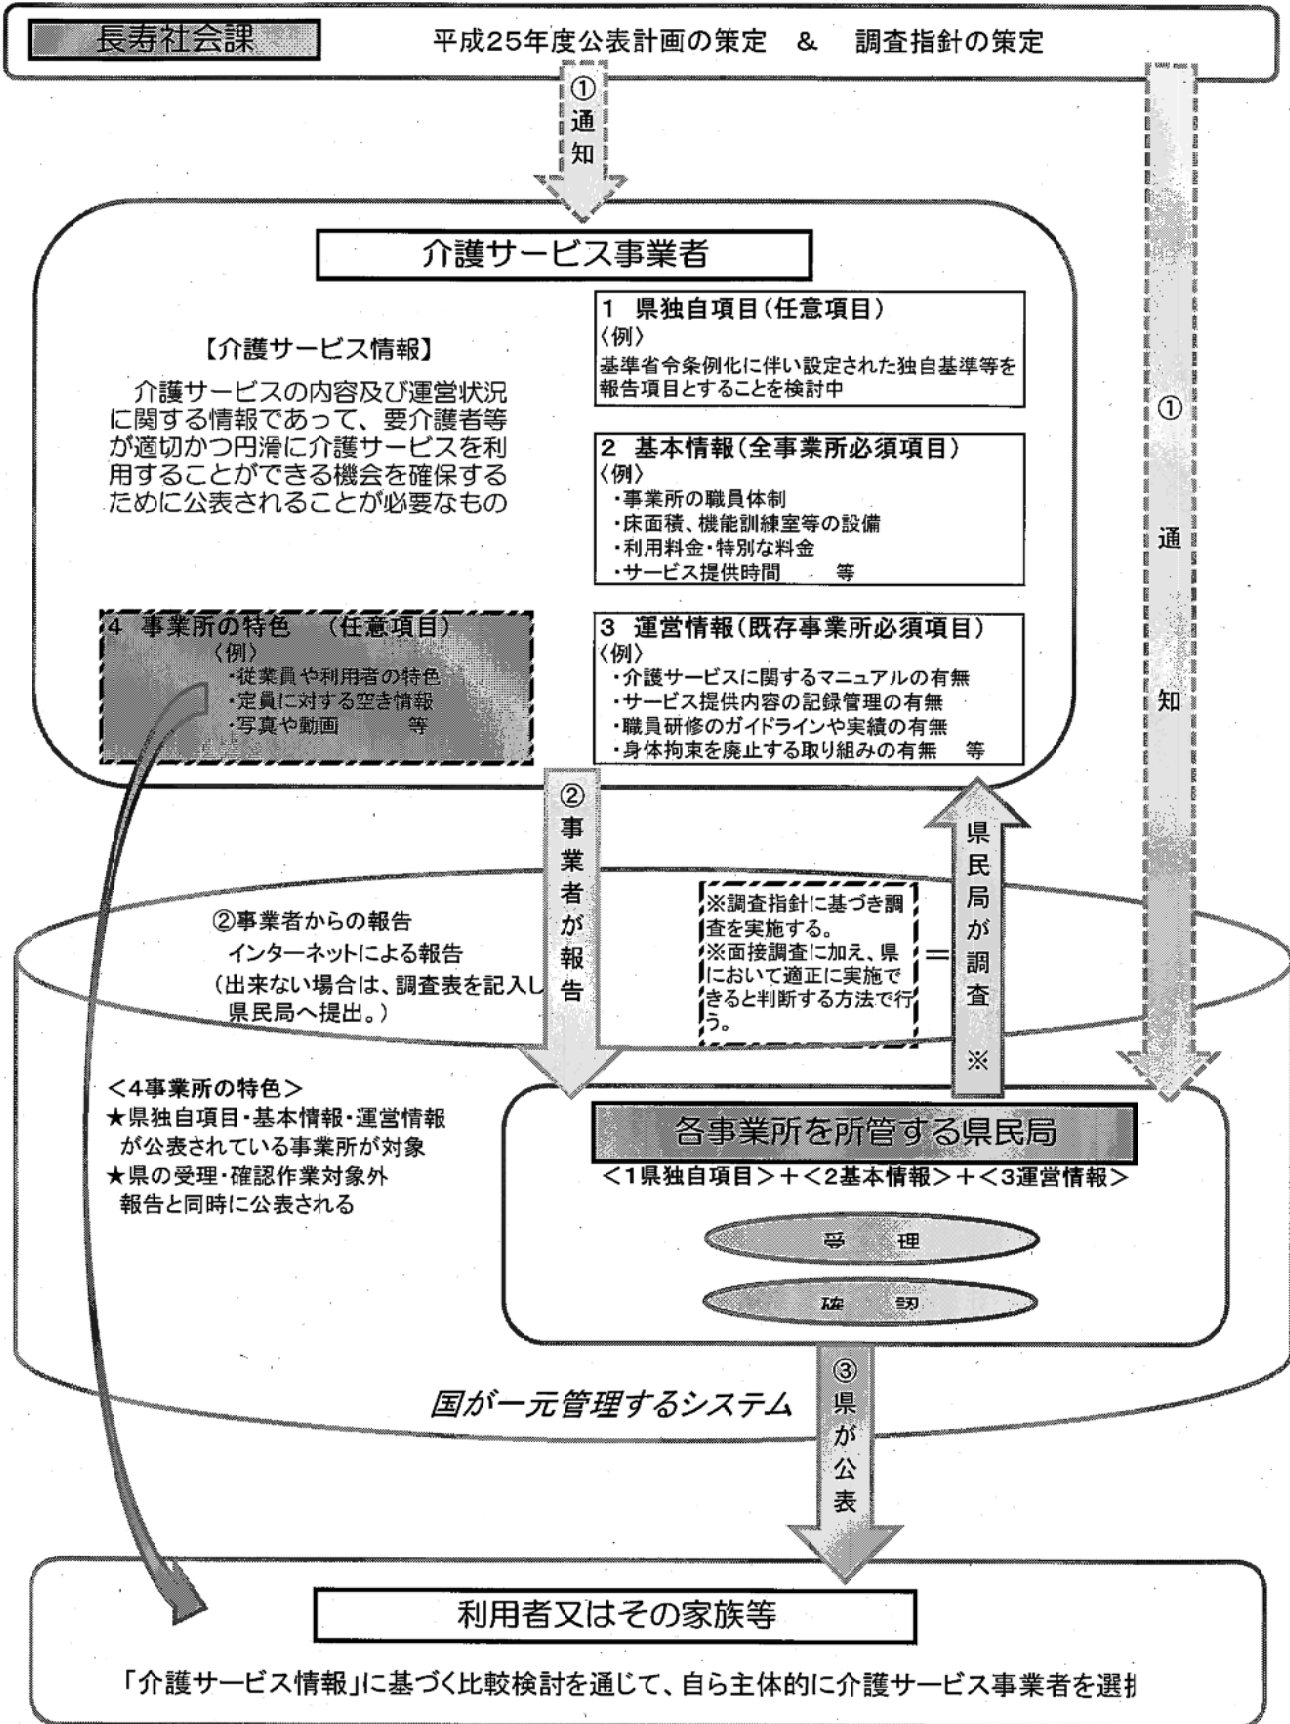 長寿社会課
平成25年度公表計画の策定 ＆ 調査指針の策定
①通知
①通知
介護サービス事業者
【介護サービス情報】
介護サービスの内容及び運営状況
に関する情報であって、要介護者等
が適切かつ円滑に介護サービスを利
用することができる機会を確保する
ために公表されることが必要なもの
1 県独自項目(任意項目)
〈例〉
基準省令条例化に伴い設定された独自基準等を
報告項目とすることを検討中
2 基本情報(全事業所必須項目)
〈例〉
・事業所の職員体制
・床面積、機能訓練室等の設備
・利用料金・特別な料金
・サービス提供時間 等
3 運営情報(既存事業所必須項目)
〈例〉
・介護サービスに関するマニュアルの有無
・サービス提供内容の記録管理の有無
・職員研修のガイドラインや実績の有無
・身体拘束を廃止する取り組みの有無 等
4 事業所の特色 (任意項目)
〈例〉
・従業員や利用者の特色
・定員に対する空き情報
・写真や動画 等
②事業者が報告
県民局が調査 ※
②事業者からの報告
インターネットによる報告
(出来ない場合は、調査表を記入し
県民局へ提出。)
※調査指針に基づき調
査を実施する。
※面接調査に加え、県
において適正に実施で
きると判断する方法で行
う。
＝
＜4事業所の特色＞
★県独自項目・基本情報・運営情報
が公表されている事業所が対象
★県の受理・確認作業対象外
報告と同時に公表される
各事業所を所管する県民局
＜1県独自項目＞＋＜2基本情報＞＋＜3運営情報＞
受 理
確 認
国が一元管理するシステム
③県が公表
利用者又はその家族等
「介護サービス情報」に基づく比較検討を通じて、自ら主体的に介護サービス事業者を選